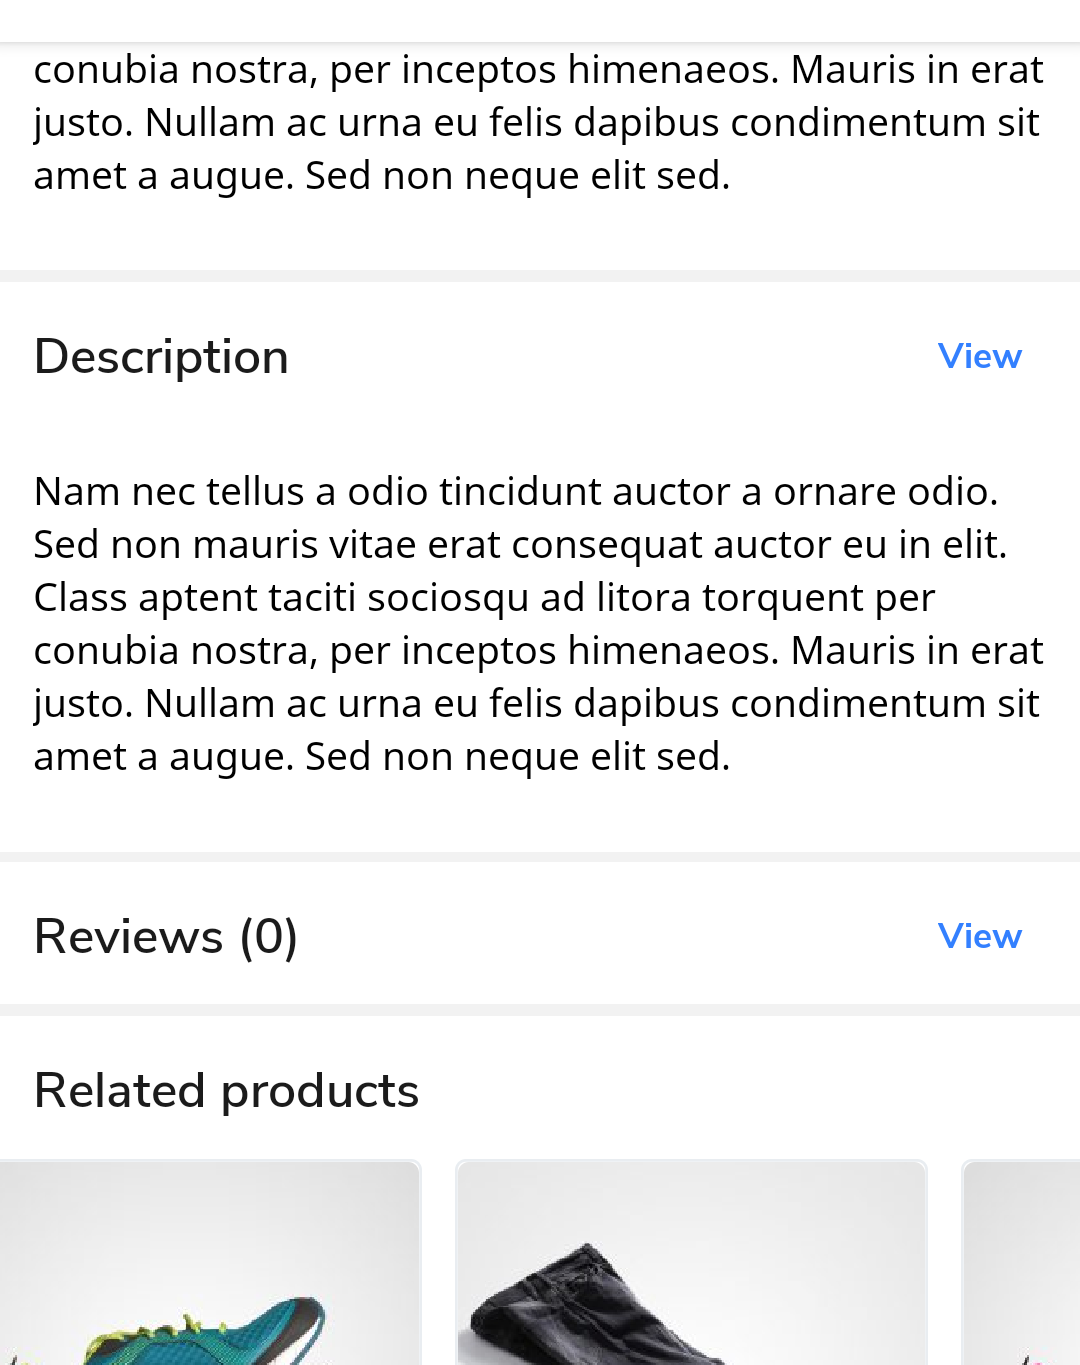 conubia nostra, per inceptos himenaeos. Mauris in erat
justo. Nullam ac urna eu felis dapibus condimentum sit
amet a augue. Sed non neque elit sed.
Description
View
Nam nec tellus a odio tincidunt auctor a ornare odio.
Sed non mauris vitae erat consequat auctor eu in elit.
Class aptent taciti sociosqu ad litora torquent per
conubia nostra, per inceptos himenaeos. Mauris in erat
justo. Nullam ac urna eu felis dapibus condimentum sit
amet a augue. Sed non neque elit sed.
Reviews (0)
View
Related products